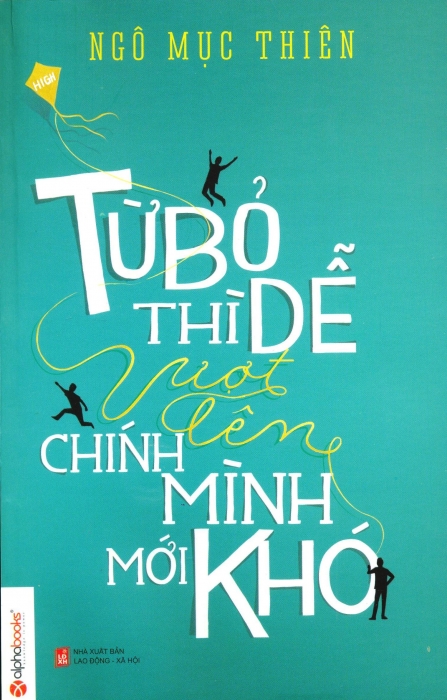 NGÔ MỤC THIÊN
HIGH
TỪ BỎ
THÌ DỄ
Vượt
lên
CHÍNH
MÌNH
MỚI KHÓ
alphabooks
LĐXH
NHÀ XUẤT BẢN
LAO ĐỘNG - XÃ HỘI